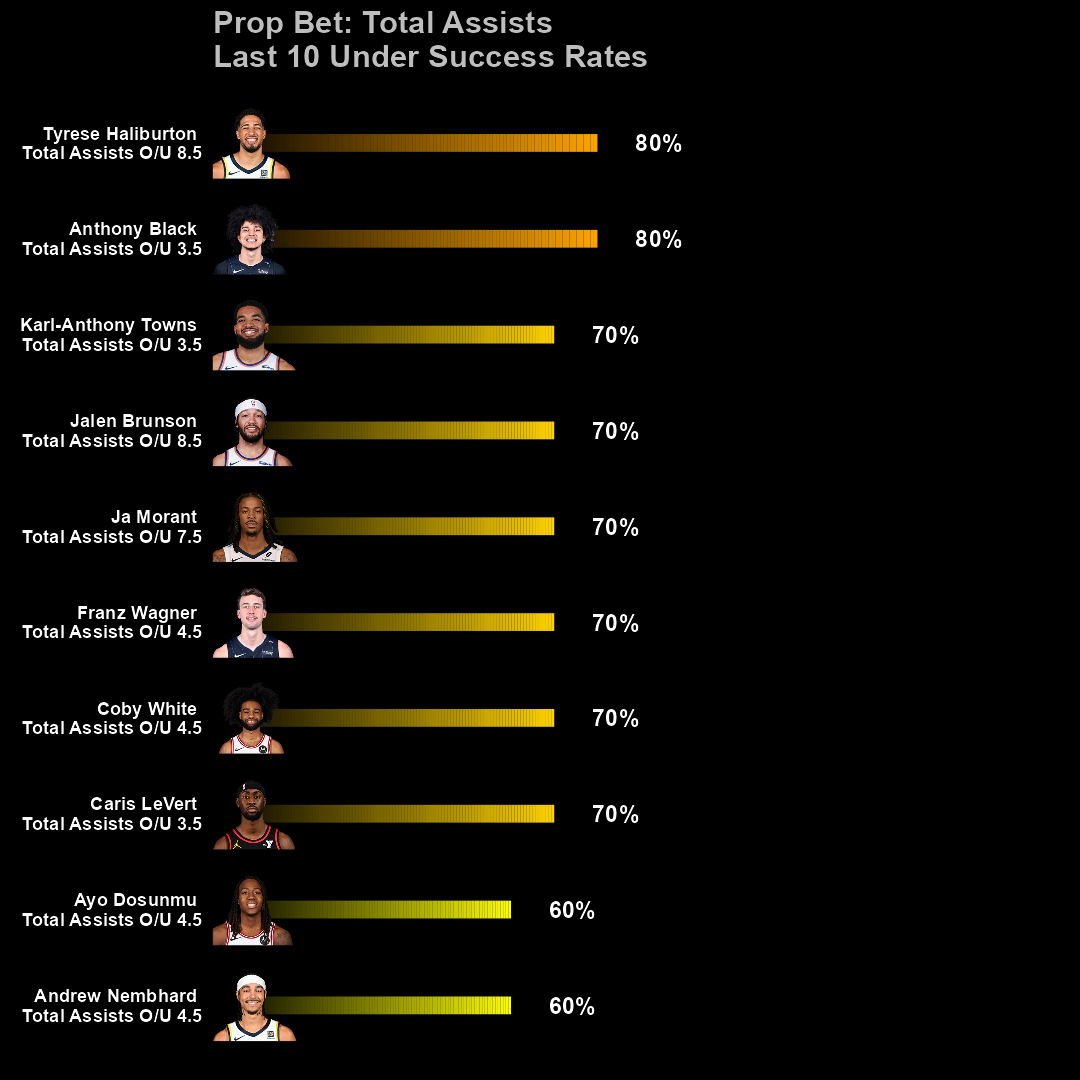 Prop Bet: Total Assists
Last 10 Under Success Rates
Tyrese Haliburton
Total Assists O/U 8.5
80%
Anthony Black
Total Assists O/U 3.5
80%
Karl-Anthony Towns
Total Assists O/U 3.5
70%
Jalen Brunson
Total Assists O/U 8.5
70%
Ja Morant
Total Assists O/U 7.5
70%
Franz Wagner
Total Assists O/U 4.5
70%
Coby White
Total Assists O/U 4.5
70%
Caris LeVert
Total Assists O/U 3.5
70%
Ayo Dosunmu
Total Assists O/U 4.5
60%
Andrew Nembhard
Total Assists O/U 4.5
60%